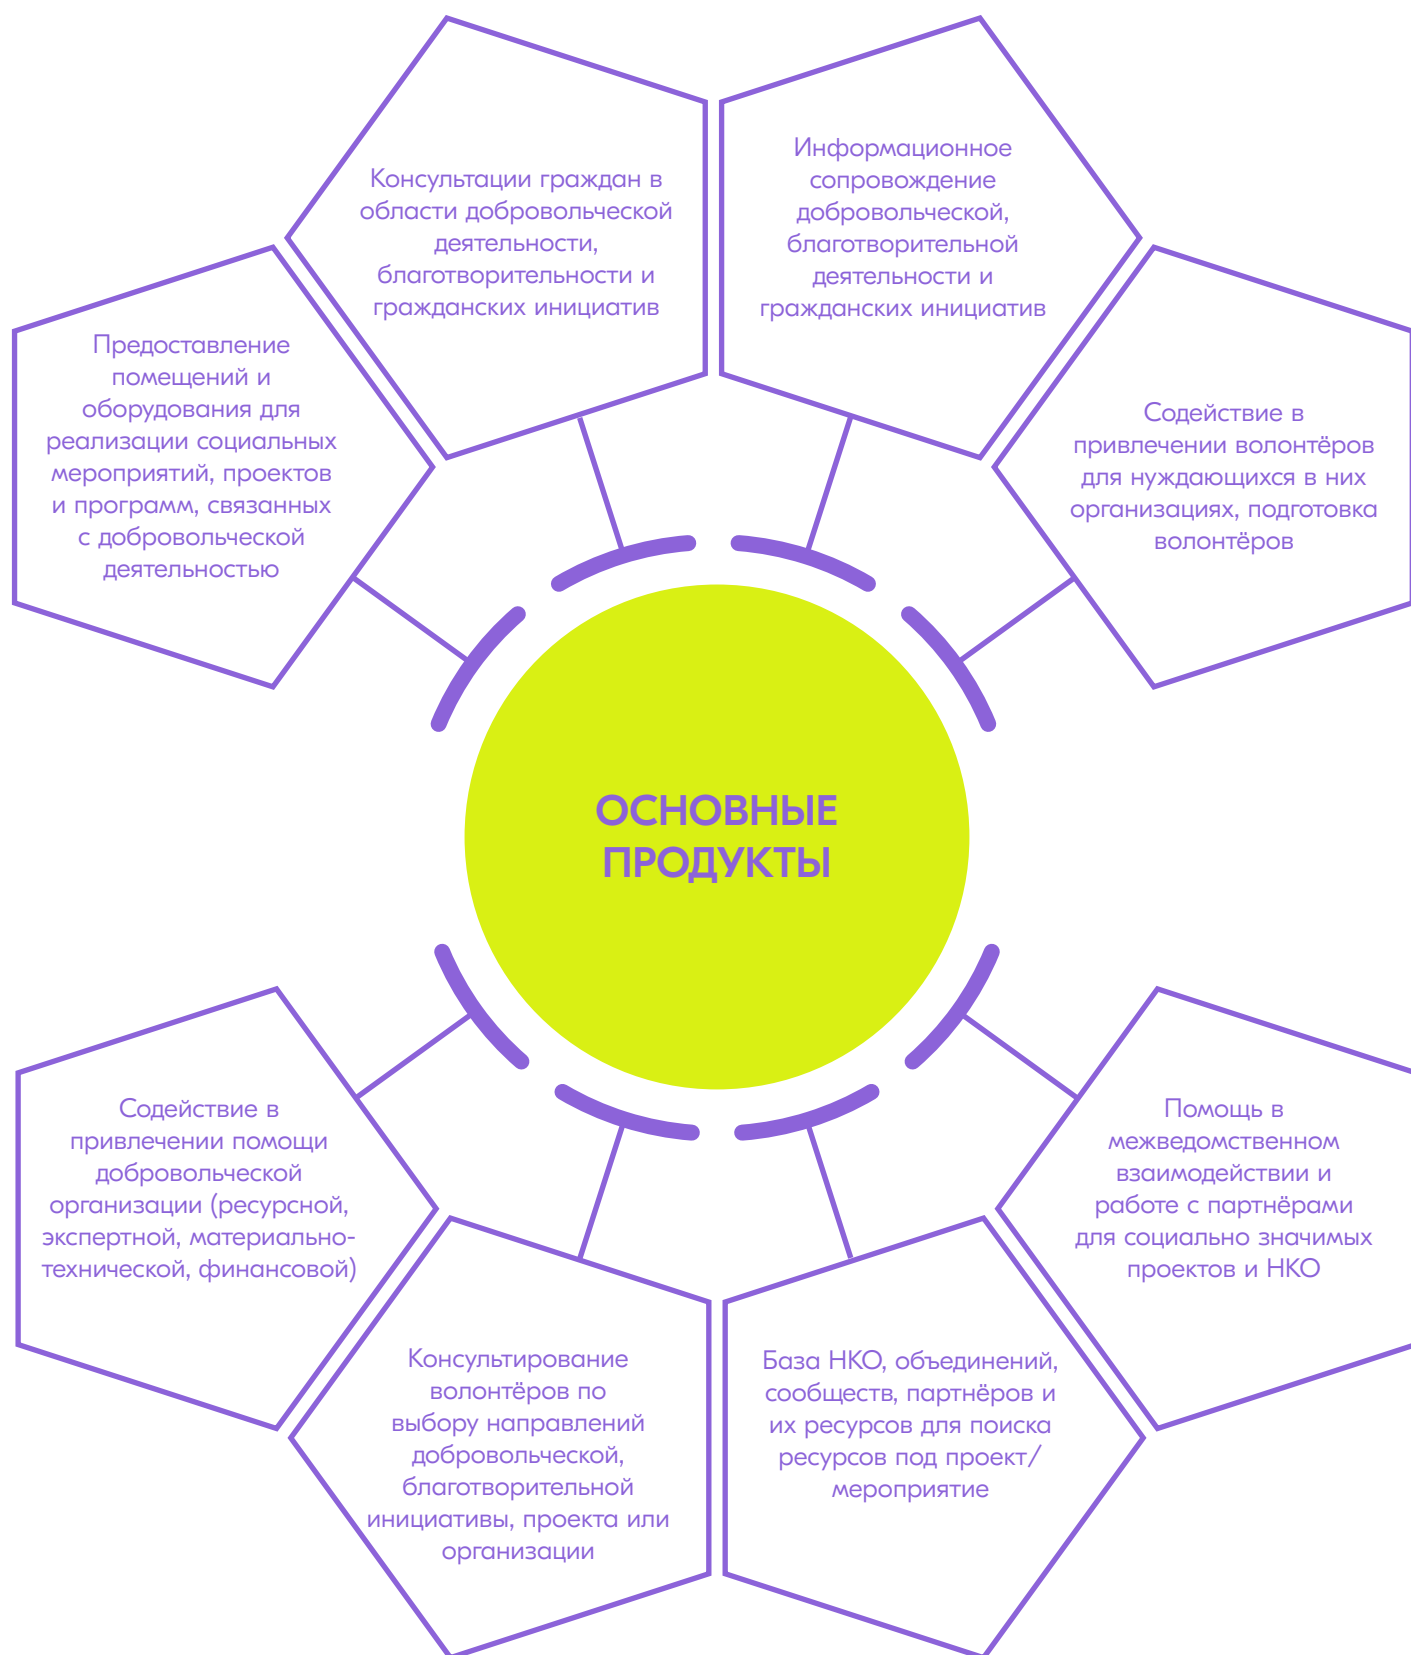 Консультации граждан в
области добровольческой
деятельности,
благотворительности и
гражданских инициатив
Информационное
сопровождение
добровольческой,
благотворительной
деятельности и
гражданских инициатив
Предоставление
помещений и
оборудования для
реализации социальных
мероприятий, проектов
и программ, связанных
с добровольческой
деятельностью
Содействие в
привлечении волонтёров
для нуждающихся в них
организациях, подготовка
волонтёров
ОСНОВНЫЕ
ПРОДУКТЫ
Содействие в
привлечении помощи
добровольческой
организации (ресурсной,
экспертной, материально-
технической, финансовой)
Помощь в
межведомственном
взаимодействии и
работе с партнёрами
для социально значимых
проектов и НКО
Консультирование
волонтёров по
выбору направлений
добровольческой,
благотворительной
инициативы, проекта или
организации
База НКО, объединений,
сообществ, партнёров и
их ресурсов для поиска
ресурсов под проект/
мероприятие